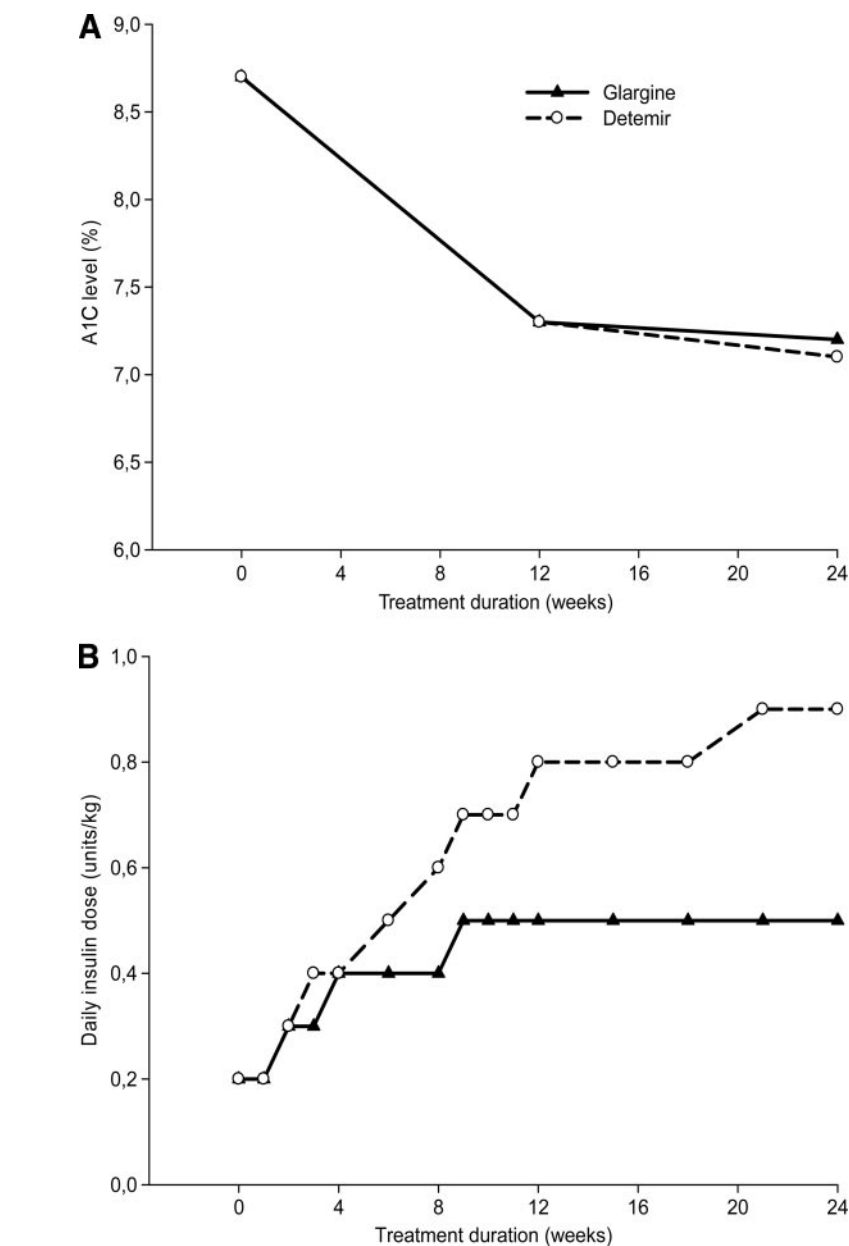 A
9,0
8,5
8,0
7,5
7,0
6,5
6,0
A1C level (%)
Glargine
Detemir
0 4 8 12 16 20 24
Treatment duration (weeks)
B
1,0
0,8
0,6
0,4
0,2
0,0
Daily insulin dose (units/kg)
0 4 8 12 16 20 24
Treatment duration (weeks)